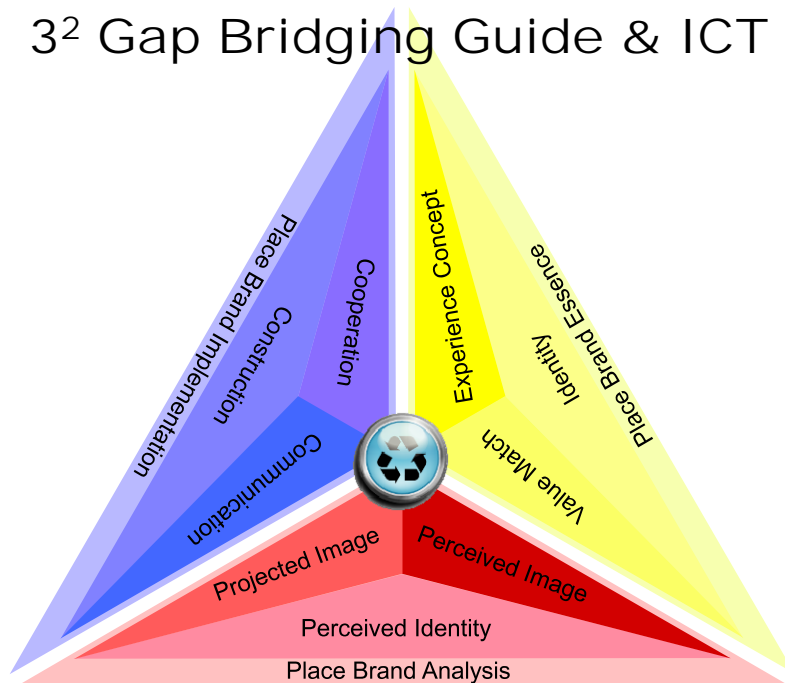 3² Gap Bridging Guide & ICT
Place Brand Implementation
Construction
Cooperation
Communication
Experience Concept
Identity
Place Brand Essence
Value Match
Projected Image
Perceived Image
Perceived Identity
Place Brand Analysis